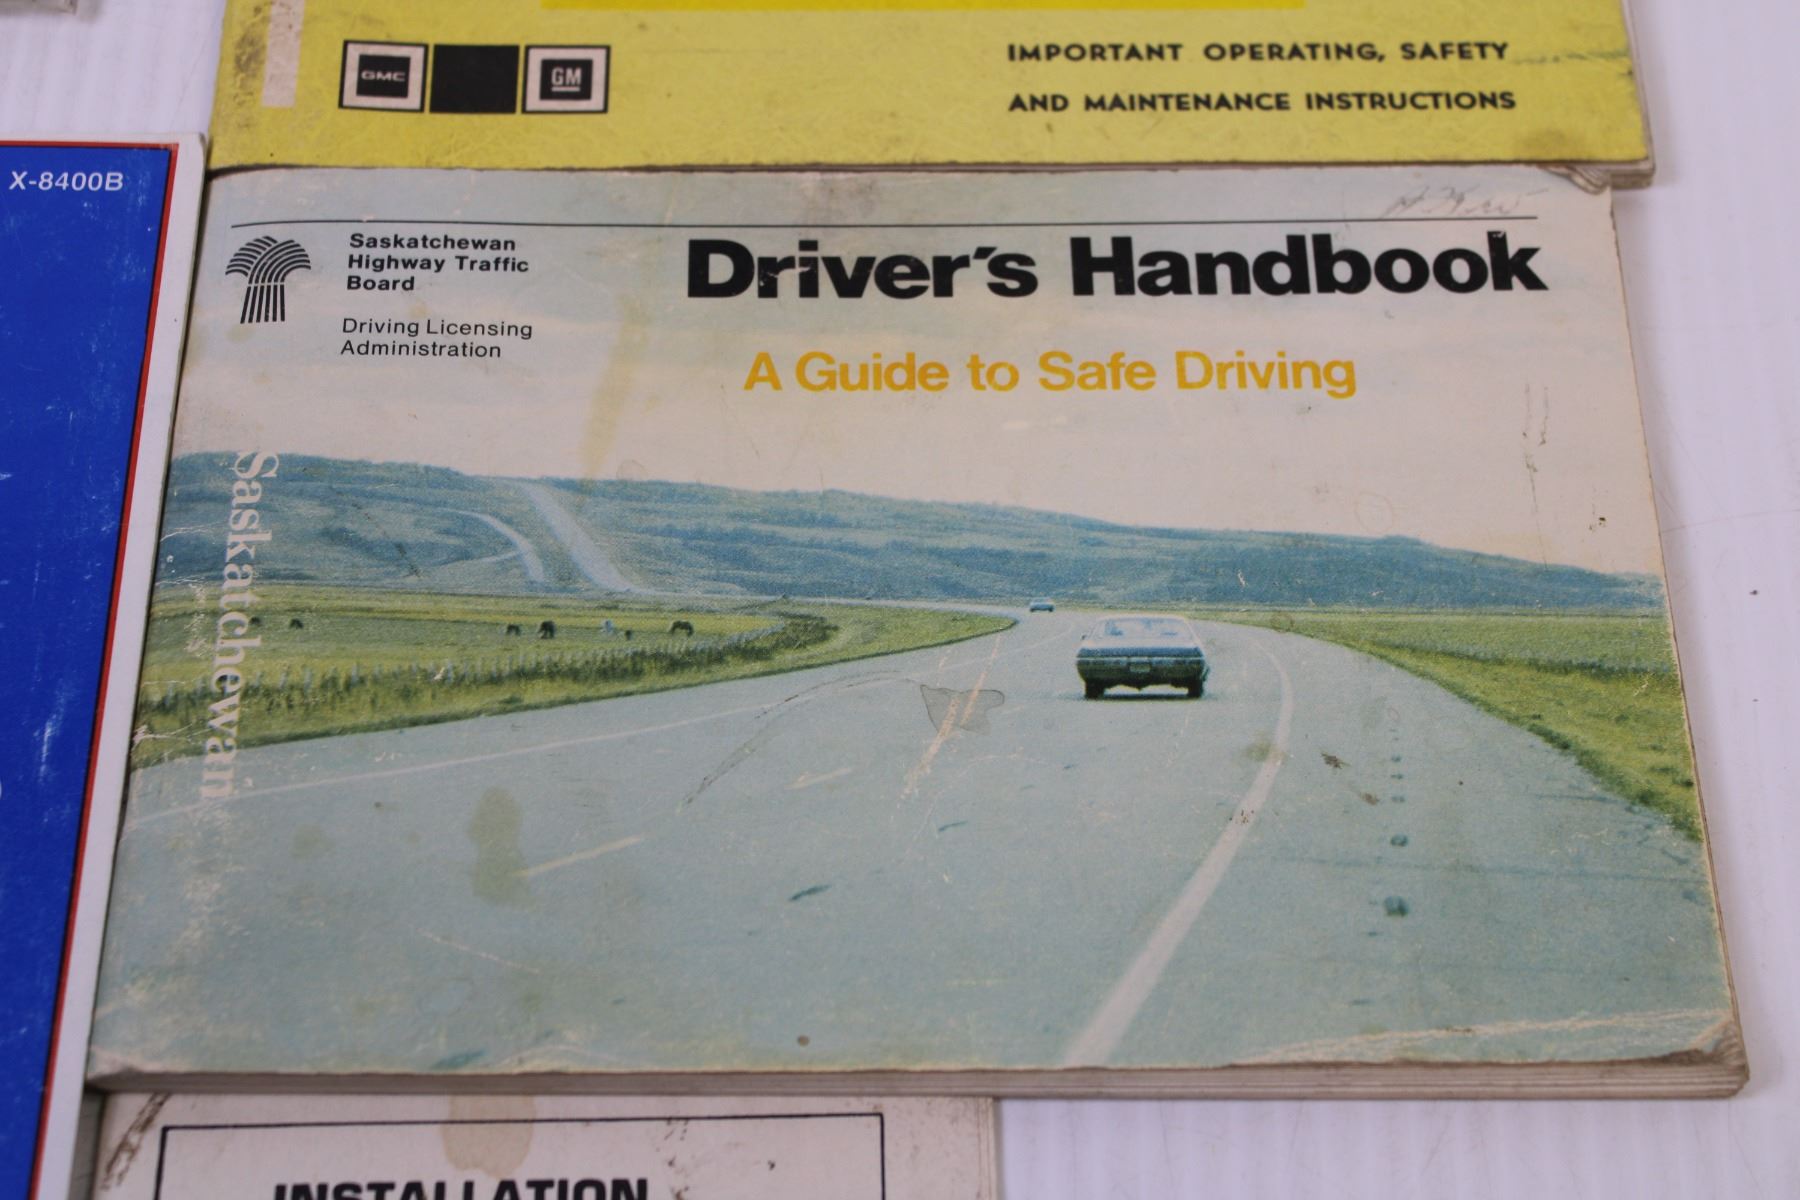 GMC
GM
IMPORTANT OPERATING, SAFETY
AND MAINTENANCE INSTRUCTIONS
X-8400B
Saskatchewan
Highway Traffic
Board
Driving Licensing
Administration
Driver's Handbook
A Guide to Safe Driving
Saskatchewan
INSTALLATION